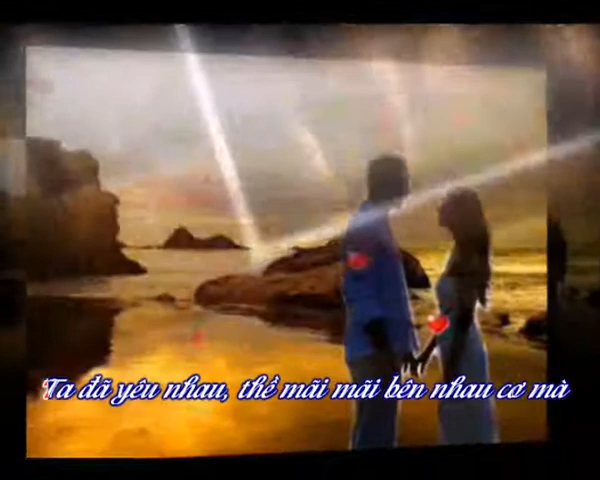 Ta đã yêu nhau, thề mãi mãi bên nhau cơ mà